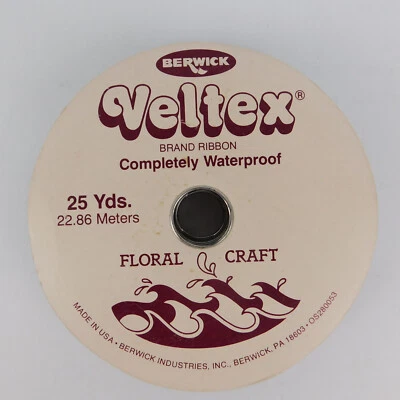 BERWICK
Veltex®
BRAND RIBBON
Completely Waterproof
25 Yds.
22.86 Meters
FLORAL CRAFT
MADE IN USA • BERWICK INDUSTRIES, INC., BERWICK, PA 18603 • OS280053